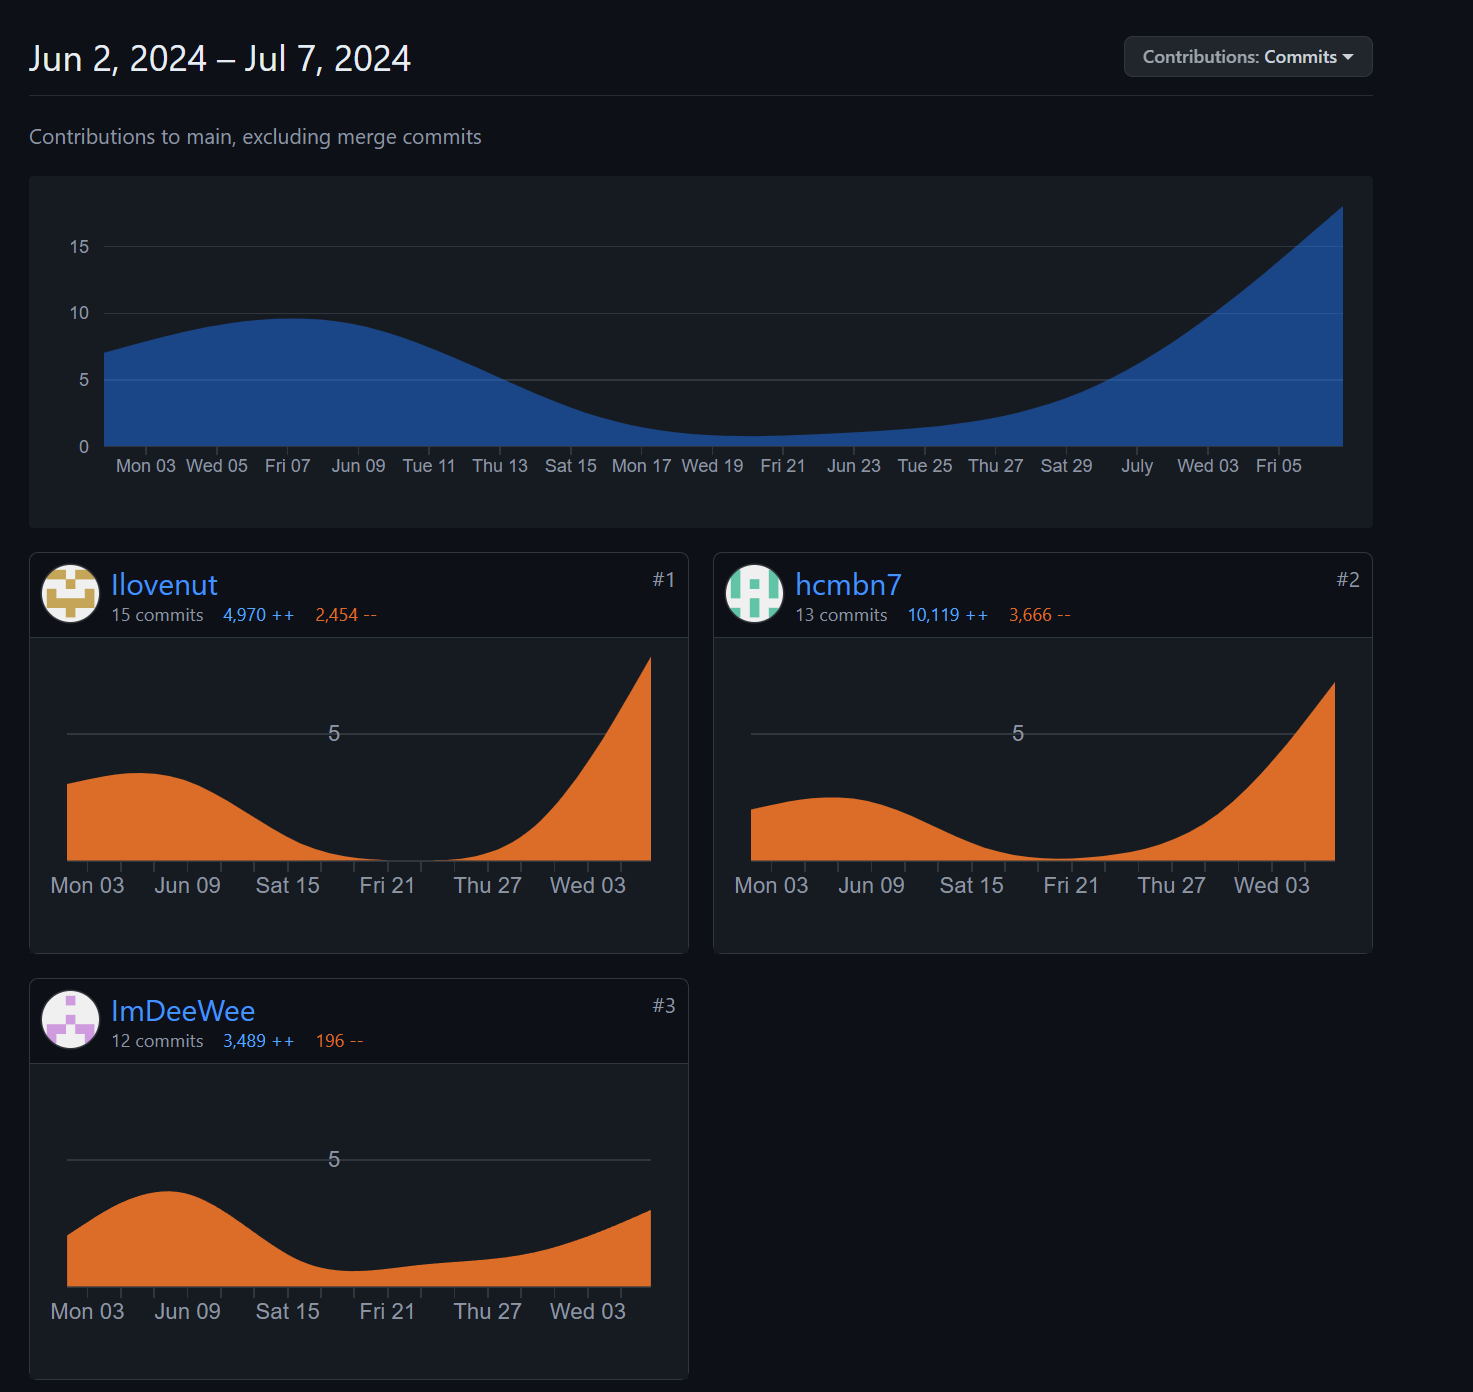 Jun 2, 2024 – Jul 7, 2024
Contributions: Commits
Contributions to main, excluding merge commits
15
10
5
0
Mon 03 Wed 05 Fri 07 Jun 09 Tue 11 Thu 13 Sat 15 Mon 17 Wed 19 Fri 21 Jun 23 Tue 25 Thu 27 Sat 29 July Wed 03 Fri 05
Ilovenut
#1
15 commits 4,970 ++ 2,454 --
5
Mon 03 Jun 09 Sat 15 Fri 21 Thu 27 Wed 03
hcmbn7
#2
13 commits 10,119 ++ 3,666 --
5
Mon 03 Jun 09 Sat 15 Fri 21 Thu 27 Wed 03
ImDeeWee
#3
12 commits 3,489 ++ 196 --
5
Mon 03 Jun 09 Sat 15 Fri 21 Thu 27 Wed 03